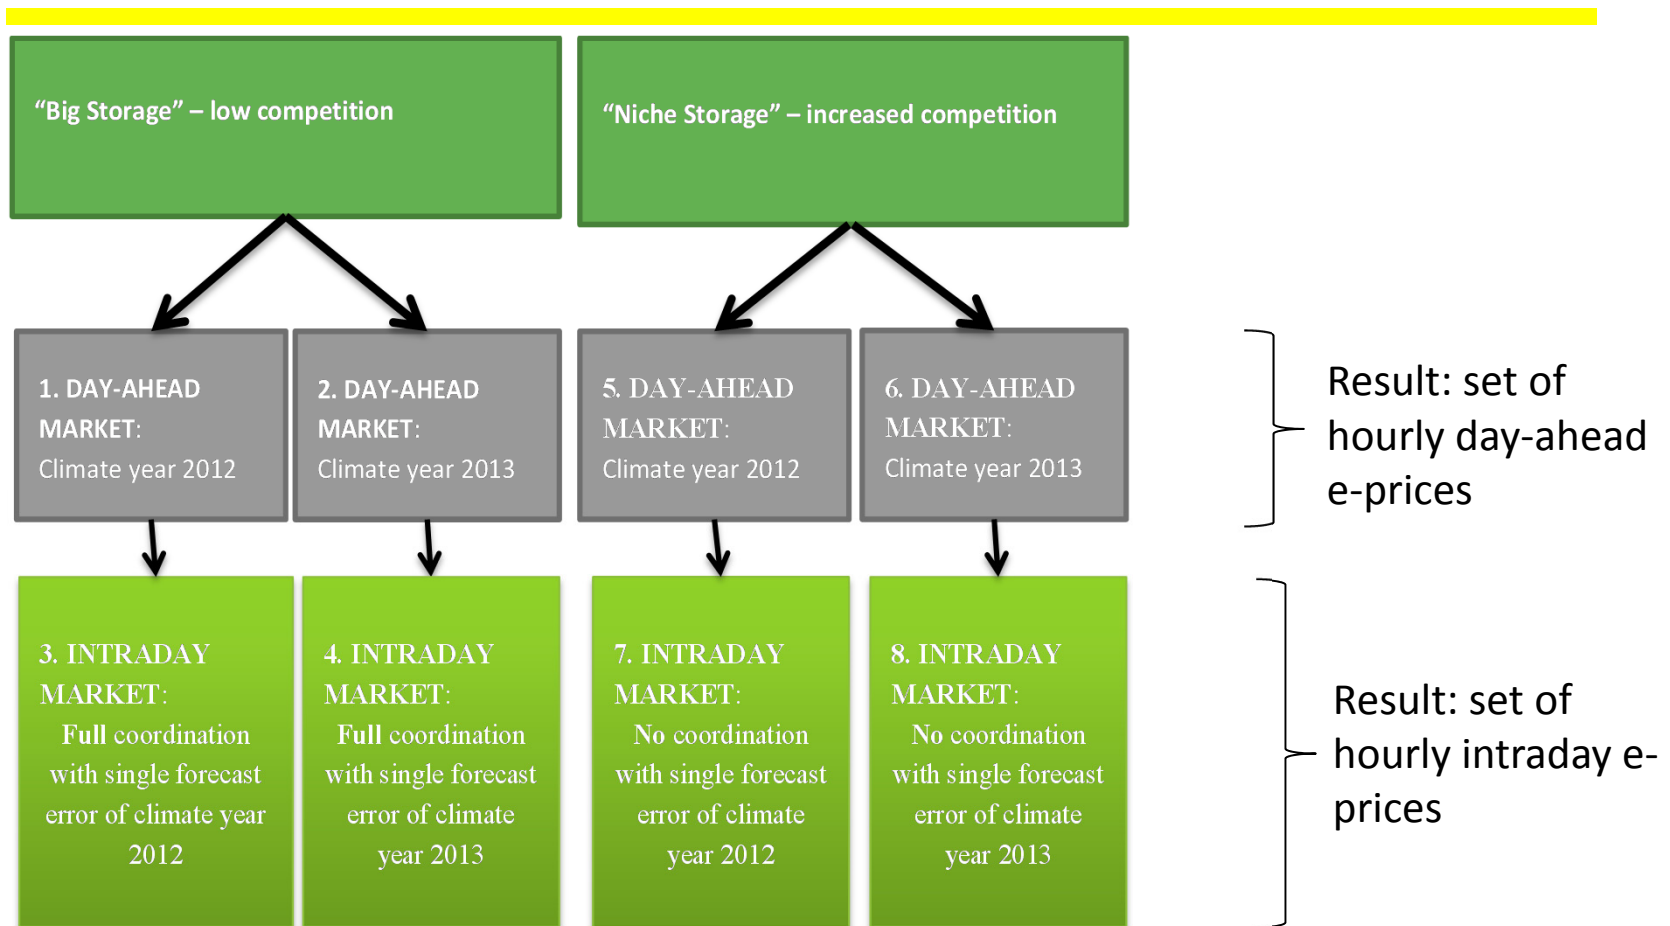 “Big Storage” – low competition
“Niche Storage” – increased competition
1. DAY-AHEAD
MARKET:
Climate year 2012
2. DAY-AHEAD
MARKET:
Climate year 2013
5. DAY-AHEAD
MARKET:
Climate year 2012
6. DAY-AHEAD
MARKET:
Climate year 2013
Result: set of
hourly day-ahead
e-prices
3. INTRADAY
MARKET:
Full coordination
with single forecast
error of climate year
2012
4. INTRADAY
MARKET:
Full coordination
with single forecast
error of climate
year 2013
7. INTRADAY
MARKET:
No coordination
with single forecast
error of climate
year 2012
8. INTRADAY
MARKET:
No coordination
with single forecast
error of climate
year 2013
Result: set of
hourly intraday e-
prices